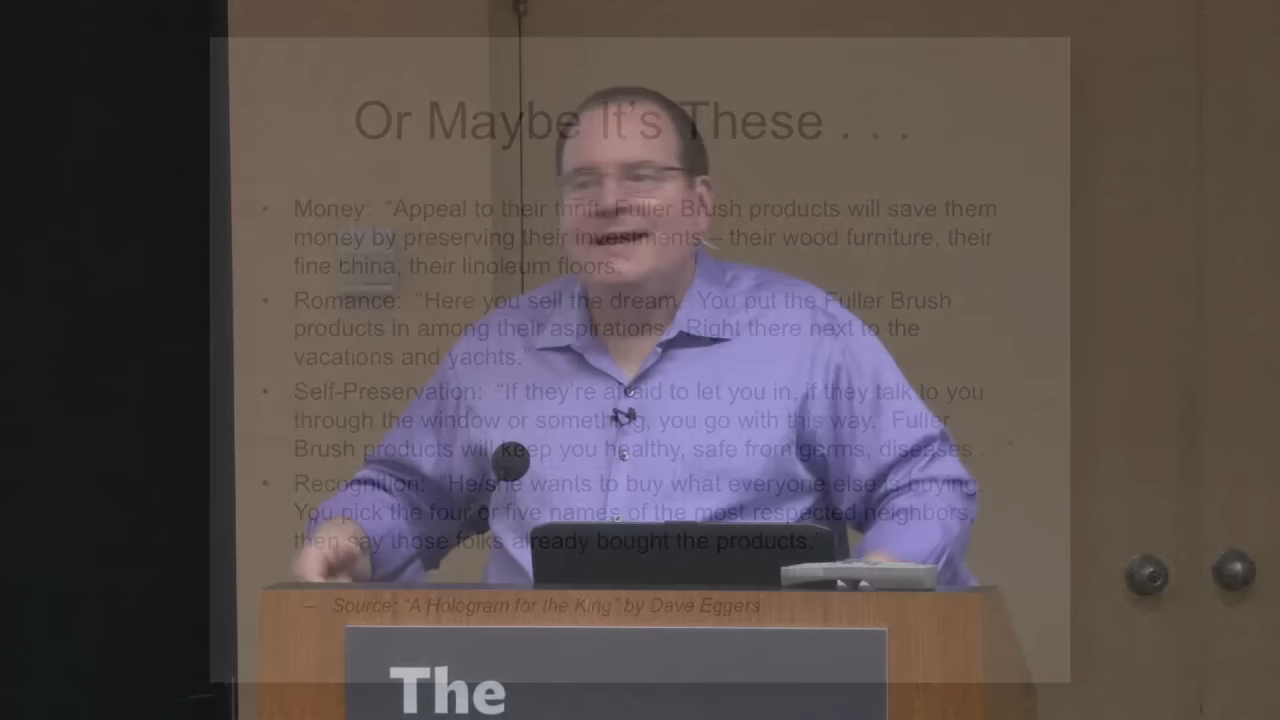 Or Maybe It's These . . .
• Money: "Appeal to their thrift. Fuller Brush products will save them
money by preserving their investments – their wood furniture, their
fine china, their linoleum floors."
• Romance: "Here you sell the dream. You put the Fuller Brush
products in among their aspirations. Right there next to the
vacations and yachts."
• Self-Preservation: "If they're afraid to let you in, if they talk to you
through the window or something, you go with this way. Fuller
Brush products will keep you healthy, safe from germs, diseases . . ."
• Recognition: "He/she wants to buy what everyone else is buying.
You pick the four or five names of the most respected neighbors,
then say those folks already bought the products.
– Source: "A Hologram for the King" by Dave Eggers
The